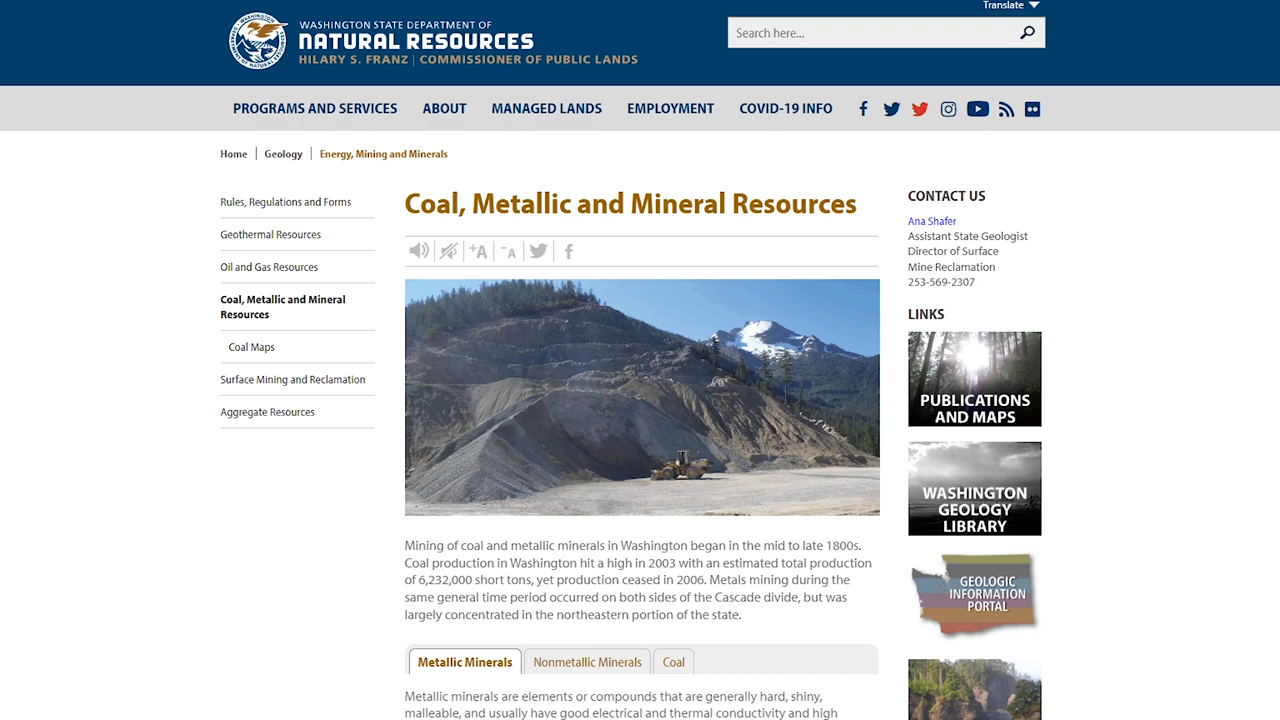 Translate
WASHINGTON STATE DEPARTMENT OF
NATURAL RESOURCES
HILARY S. FRANZ | COMMISSIONER OF PUBLIC LANDS
Search here...
PROGRAMS AND SERVICES ABOUT MANAGED LANDS EMPLOYMENT COVID-19 INFO
Home | Geology | Energy, Mining and Minerals
Rules, Regulations and Forms
Geothermal Resources
Oil and Gas Resources
Coal, Metallic and Mineral
Resources
Coal Maps
Surface Mining and Reclamation
Aggregate Resources
Coal, Metallic and Mineral Resources
+A -A
Mining of coal and metallic minerals in Washington began in the mid to late 1800s.
Coal production in Washington hit a high in 2003 with an estimated total production
of 6,232,000 short tons, yet production ceased in 2006. Metals mining during the
same general time period occurred on both sides of the Cascade divide, but was
largely concentrated in the northeastern portion of the state.
Metallic Minerals Nonmetallic Minerals Coal
Metallic minerals are elements or compounds that are generally hard, shiny,
malleable, and usually have good electrical and thermal conductivity and high
CONTACT US
Ana Shafer
Assistant State Geologist
Director of Surface
Mine Reclamation
253-569-2307
LINKS
PUBLICATIONS
AND MAPS
WASHINGTON
GEOLOGY
LIBRARY
GEOLOGIC
INFORMATION
PORTAL